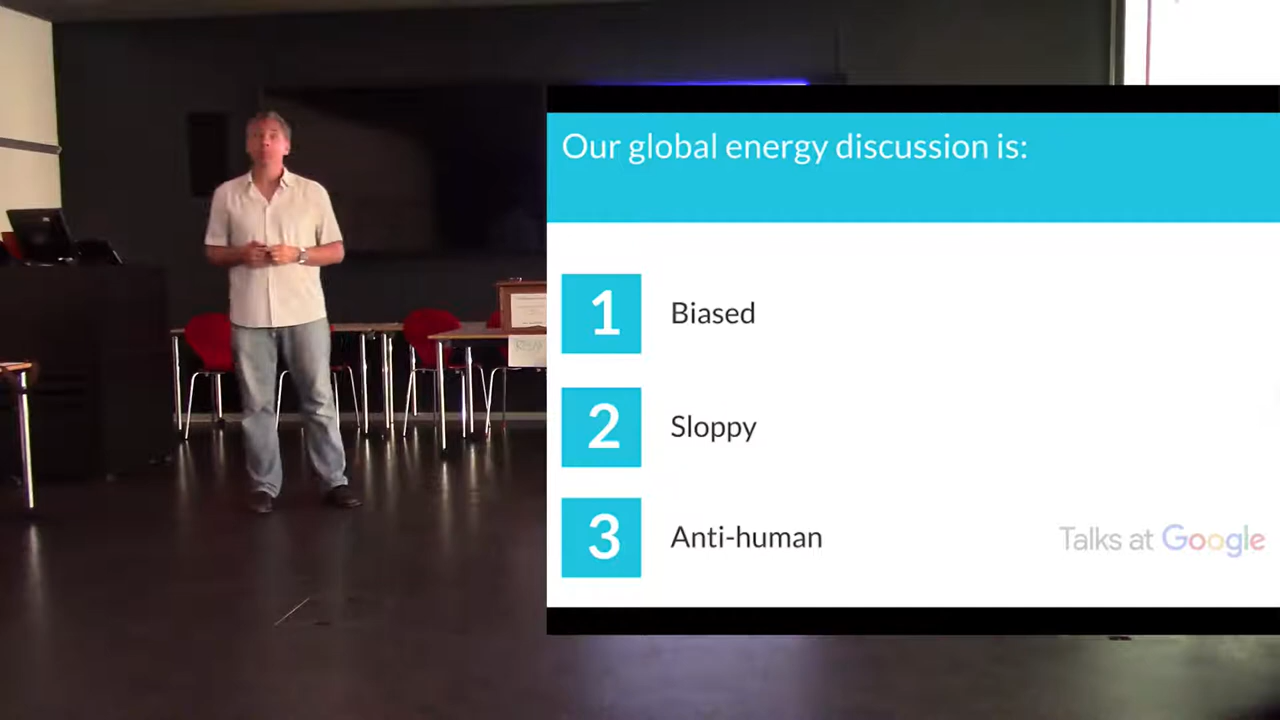 Our global energy discussion is:
1 Biased
2 Sloppy
3 Anti-human
Talks at Google